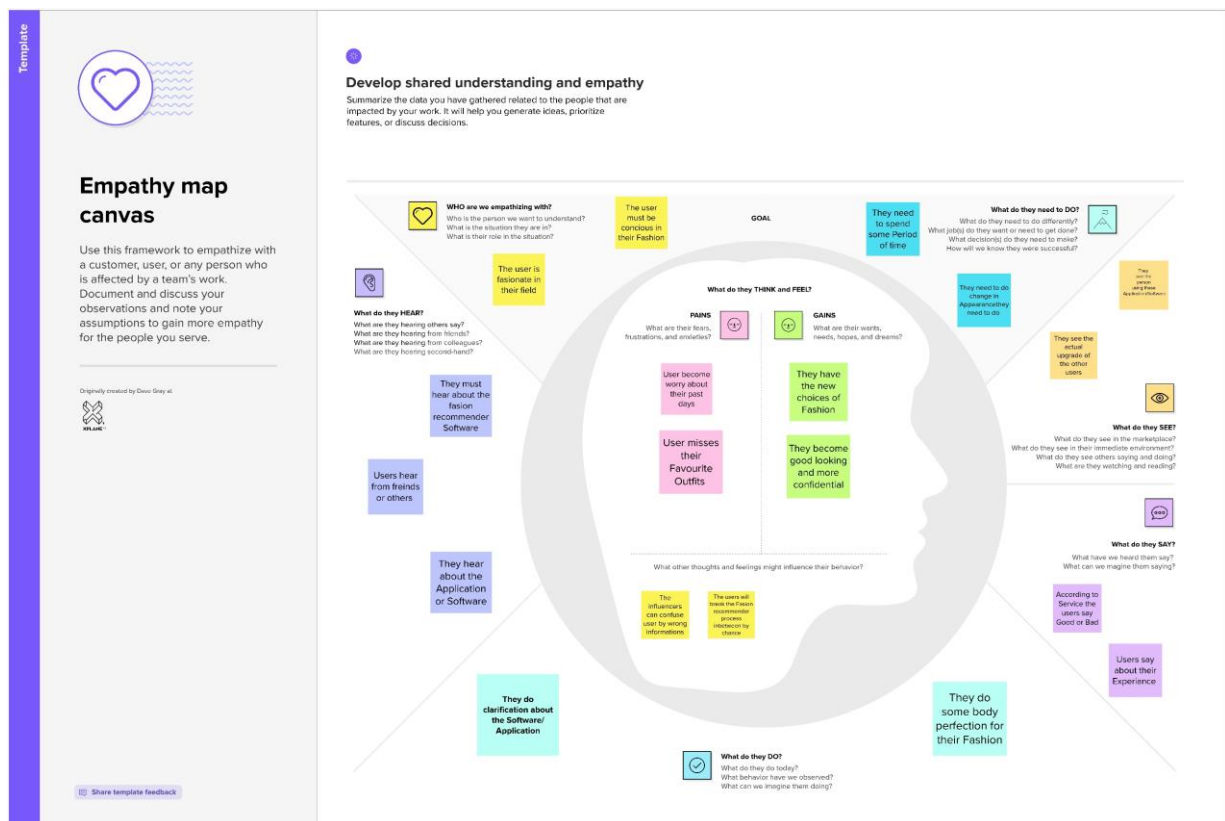 Template
Empathy map
canvas
Use this framework to empathize with
a customer, user, or any person who
is affected by a team's work.
Document and discuss your
observations and note your
assumptions to gain more empathy
for the people you serve.
Originally created by Dave Gray at
XPLANE
Share template feedback
Develop shared understanding and empathy
Summarize the data you have gathered related to the people that are
impacted by your work. It will help you generate ideas, prioritize
features, or discuss decisions.
WHO are we empathizing with?
Who is the person we want to understand?
What is the situation they are in?
What is their role in the situation?
The user
must be
concious in
their Fashion
The user is
fasionate in
their field
GOAL
They need
to spend
some Period
of time
They need to do
change in
Appearancethey
need to do
What do they need to DO?
What do they need to do differently?
What job(s) do they want or need to get done?
What decision(s) do they need to make?
How will we know they were successful?
They
see the
person
using these
Application/Software
They see the
actual
upgrade of
the other
users
What do they SEE?
What do they see in the marketplace?
What do they see in their immediate environment?
What do they see others saying and doing?
What are they watching and reading?
What do they HEAR?
What are they hearing others say?
What are they hearing from friends?
What are they hearing from colleagues?
What are they hearing second-hand?
They must
hear about the
fasion
recommender
Software
Users hear
from freinds
or others
They hear
about the
Application
or Software
What do they THINK and FEEL?
PAINS
What are their fears,
frustrations, and anxieties?
User become
worry about
their past
days
User misses
their
Favourite
Outfits
GAINS
What are their wants,
needs, hopes, and dreams?
They have
the new
choices of
Fashion
They become
good looking
and more
confidential
What other thoughts and feelings might influence their behavior?
The
influencers
can confuse
user by wrong
informations
The users will
break the Fasion
recommender
process
inbetween by
chance
What do they SAY?
What have we heard them say?
What can we magine them saying?
According to
Service the
users say
Good or Bad
Users say
about their
Experience
They do
clarification about
the Software/
Application
They do
some body
perfection for
their Fashion
What do they DO?
What do they do today?
What behavior have we observed?
What can we imagine them doing?